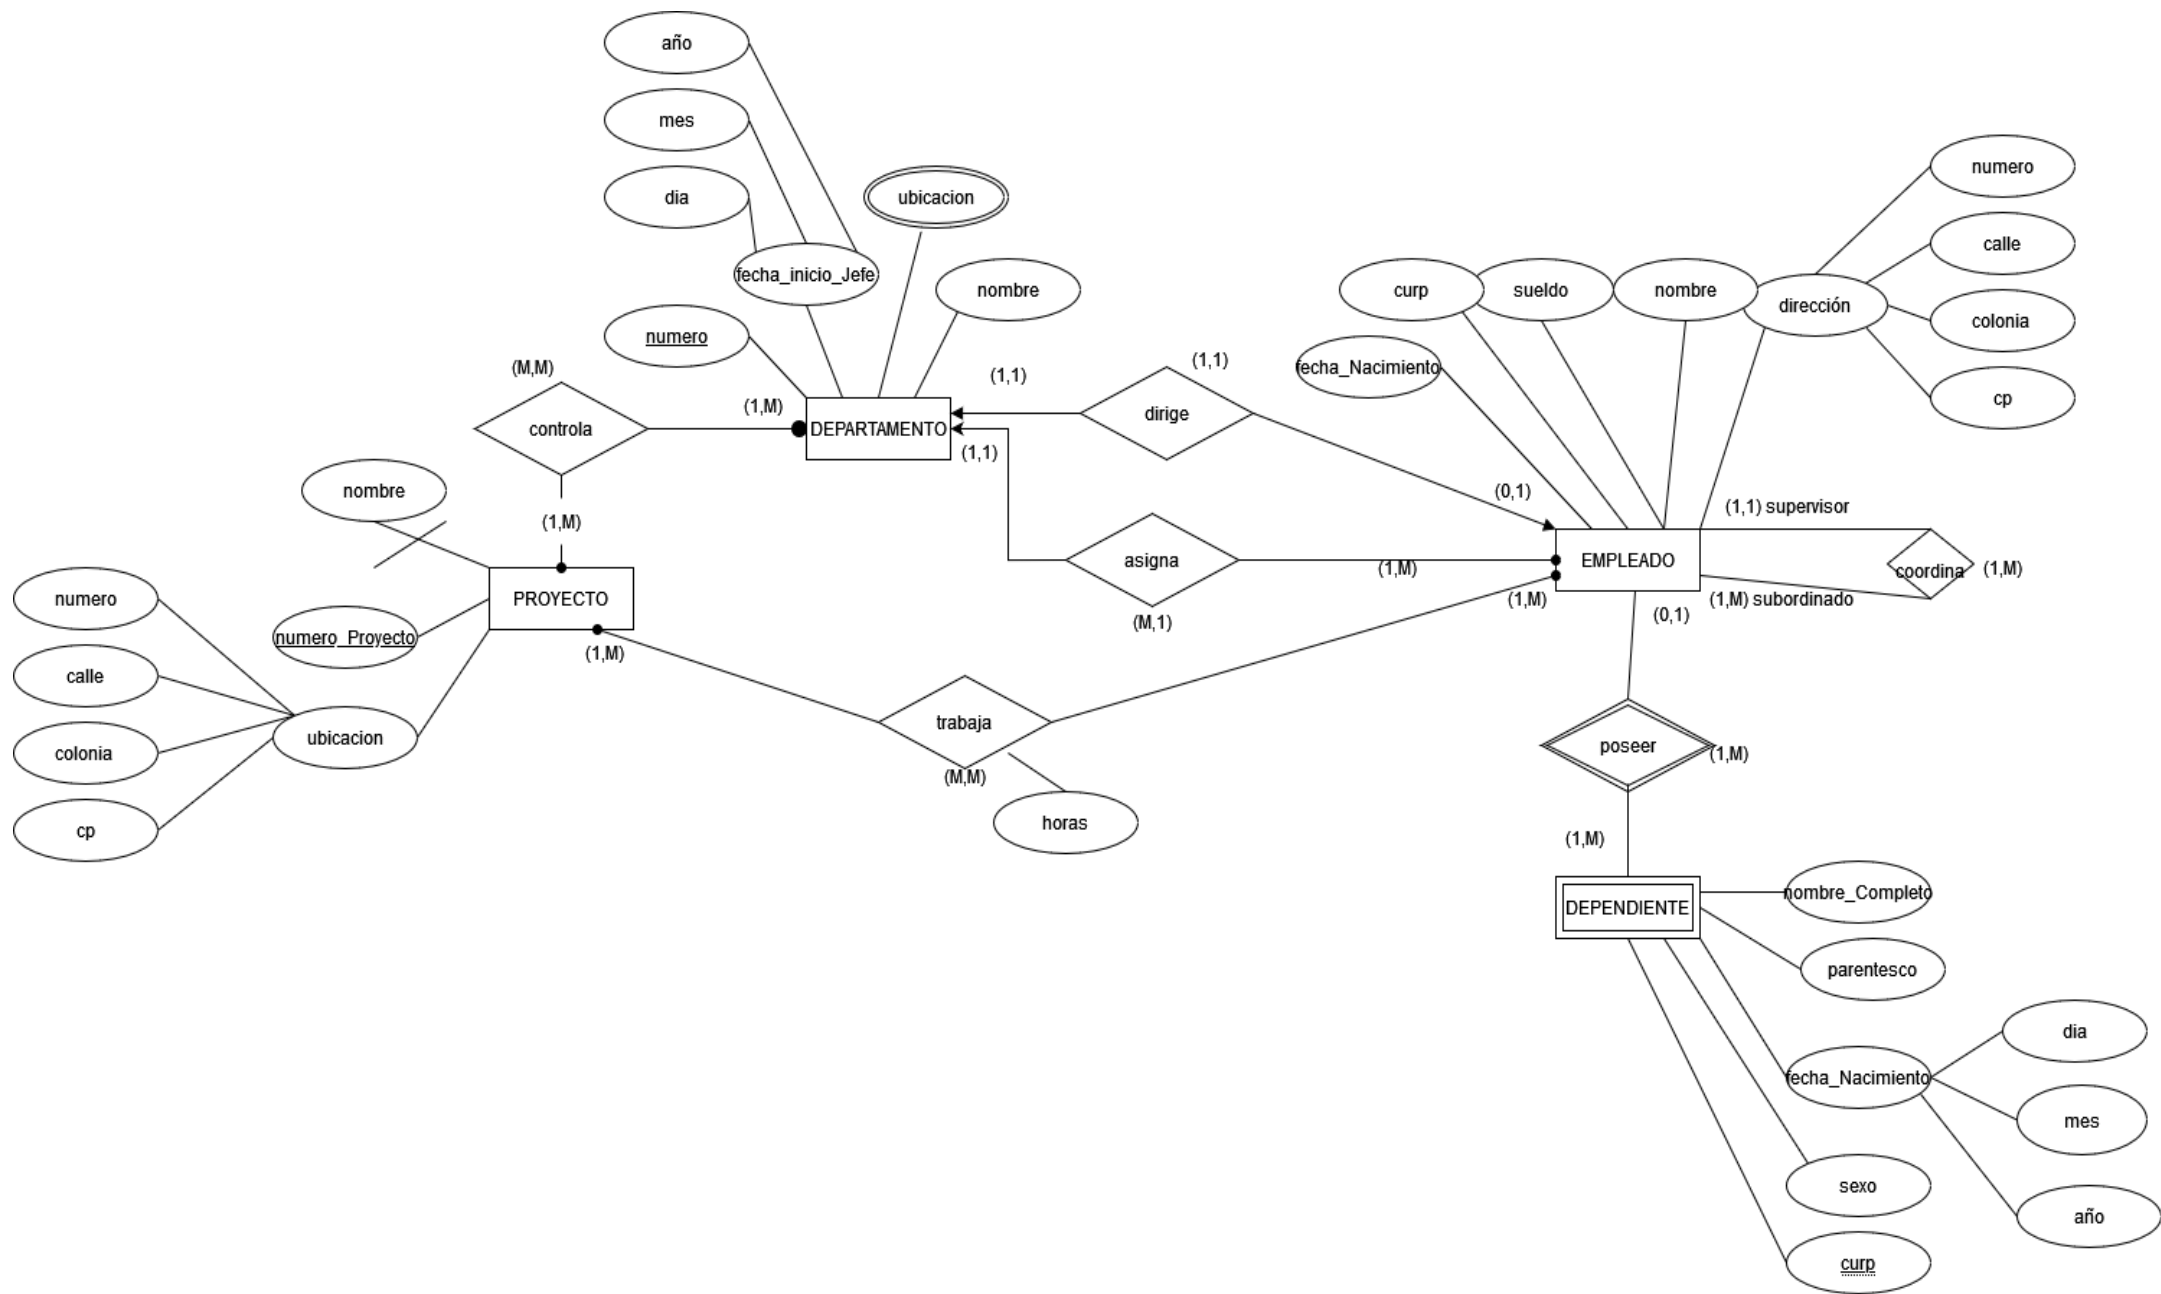 año
mes
dia
ubicacion
fecha_inicio_Jefe
nombre
numero
(M,M)
controla
(1,M)
DEPARTAMENTO
(1,1)
(1,1)
dirige
(1,1)
(0,1)
curp
sueldo
nombre
dirección
fecha_Nacimiento
numero
calle
colonia
cp
nombre
(1,M)
PROYECTO
numero_Proyecto
ubicacion
numero
calle
colonia
cp
(1,M)
asigna
(M,1)
(1,M)
(1,M)
EMPLEADO
(1,1) supervisor
coordina
(1,M)
(1,M) subordinado
(0,1)
trabaja
(M,M)
horas
poseer
(1,M)
(1,M)
DEPENDIENTE
nombre_Completo
parentesco
fecha_Nacimiento
dia
mes
año
sexo
curp